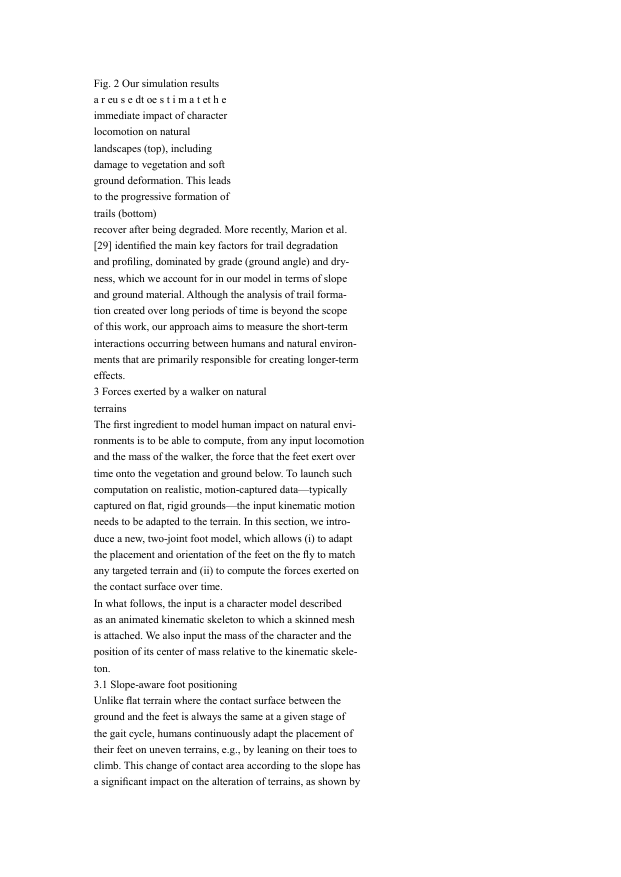 Fig. 2 Our simulation results
a r eu s e dt oe s t i m a t et h e
immediate impact of character
locomotion on natural
landscapes (top), including
damage to vegetation and soft
ground deformation. This leads
to the progressive formation of
trails (bottom)
recover after being degraded. More recently, Marion et al.
[29] identified the main key factors for trail degradation
and profiling, dominated by grade (ground angle) and dry-
ness, which we account for in our model in terms of slope
and ground material. Although the analysis of trail forma-
tion created over long periods of time is beyond the scope
of this work, our approach aims to measure the short-term
interactions occurring between humans and natural environ-
ments that are primarily responsible for creating longer-term
effects.
3 Forces exerted by a walker on natural
terrains
The first ingredient to model human impact on natural envi-
ronments is to be able to compute, from any input locomotion
and the mass of the walker, the force that the feet exert over
time onto the vegetation and ground below. To launch such
computation on realistic, motion-captured data—typically
captured on flat, rigid grounds—the input kinematic motion
needs to be adapted to the terrain. In this section, we intro-
duce a new, two-joint foot model, which allows (i) to adapt
the placement and orientation of the feet on the fly to match
any targeted terrain and (ii) to compute the forces exerted on
the contact surface over time.
In what follows, the input is a character model described
as an animated kinematic skeleton to which a skinned mesh
is attached. We also input the mass of the character and the
position of its center of mass relative to the kinematic skele-
ton.
3.1 Slope-aware foot positioning
Unlike flat terrain where the contact surface between the
ground and the feet is always the same at a given stage of
the gait cycle, humans continuously adapt the placement of
their feet on uneven terrains, e.g., by leaning on their toes to
climb. This change of contact area according to the slope has
a significant impact on the alteration of terrains, as shown by